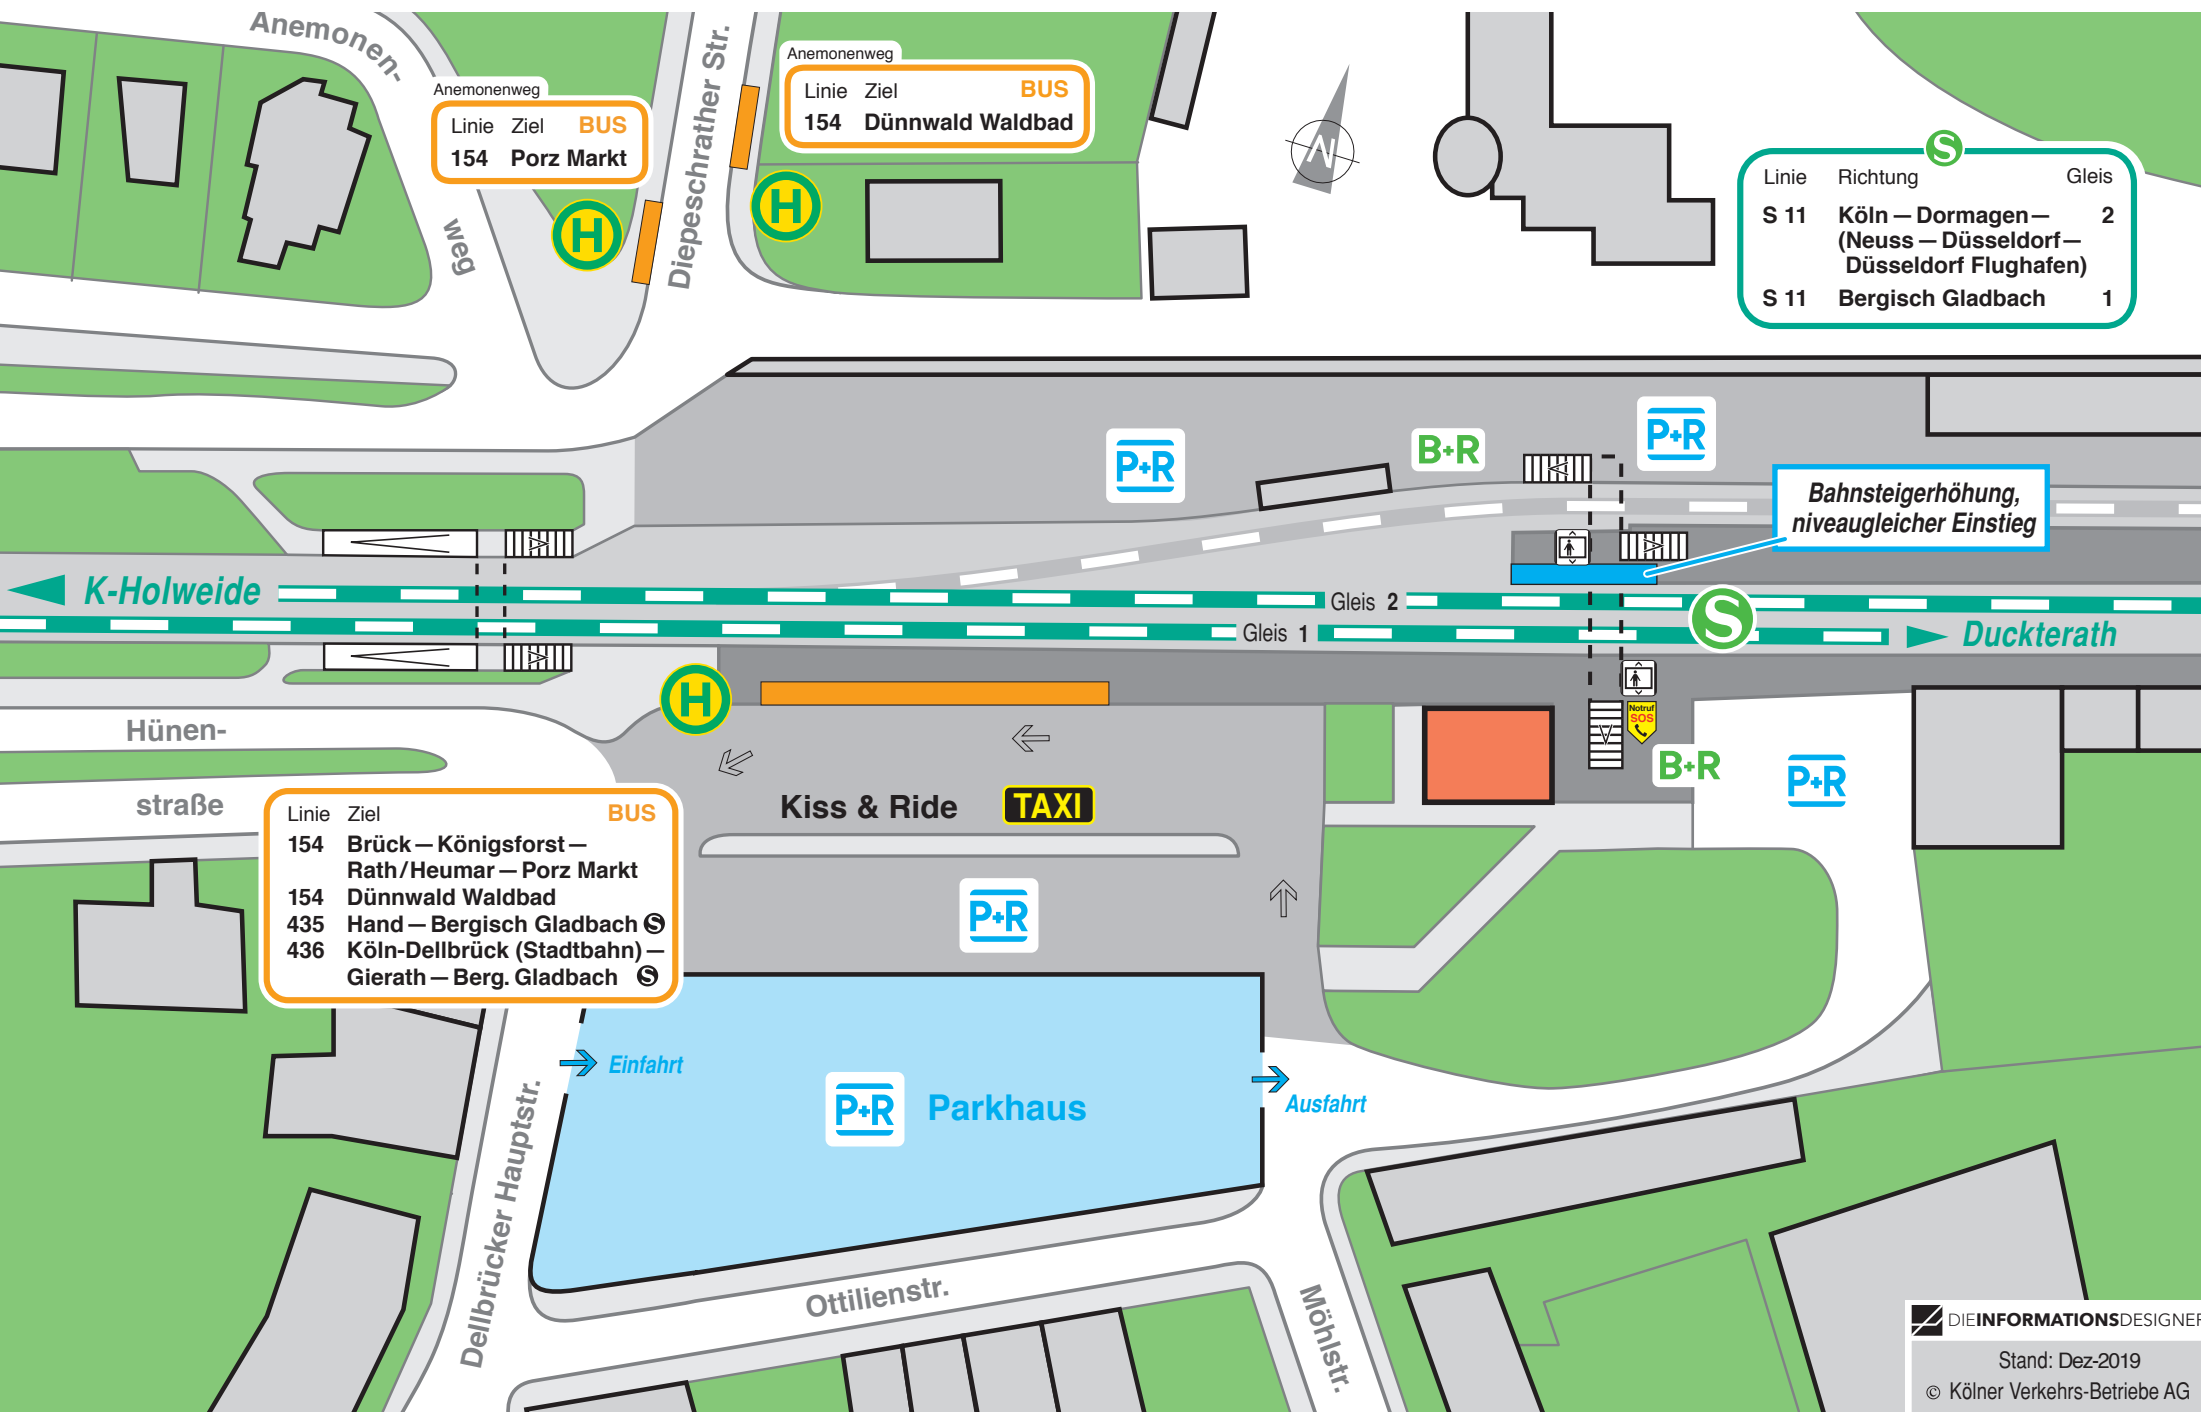 Anemonen-
weg
Anemonenweg
Linie Ziel BUS
154 Porz Markt
Diepeschrather Str.
Anemonenweg
Linie Ziel BUS
154 Dünnwald Waldbad
H
H
N
S
Linie Richtung Gleis
S 11 Köln – Dormagen – 2
(Neuss – Düsseldorf –
Düsseldorf Flughafen)
S 11 Bergisch Gladbach 1
P+R
B+R
P+R
Bahnsteigerhöhung,
niveaugleicher Einstieg
K-Holweide
Gleis 2
Gleis 1
S
Duckterath
H
Notruf
SOS
B+R
P+R
Hünen-
straße
Kiss & Ride TAXI
Linie Ziel BUS
154 Brück – Königsforst –
Rath/Heumar – Porz Markt
154 Dünnwald Waldbad
435 Hand – Bergisch Gladbach S
436 Köln-Dellbrück (Stadtbahn) –
Gierath – Berg. Gladbach S
P+R
Einfahrt
P+R Parkhaus
Ausfahrt
Dellbrücker Hauptstr.
Ottilienstr.
Möhlstr.
DIEINFORMATIONSDESIGNER
Stand: Dez-2019
© Kölner Verkehrs-Betriebe AG